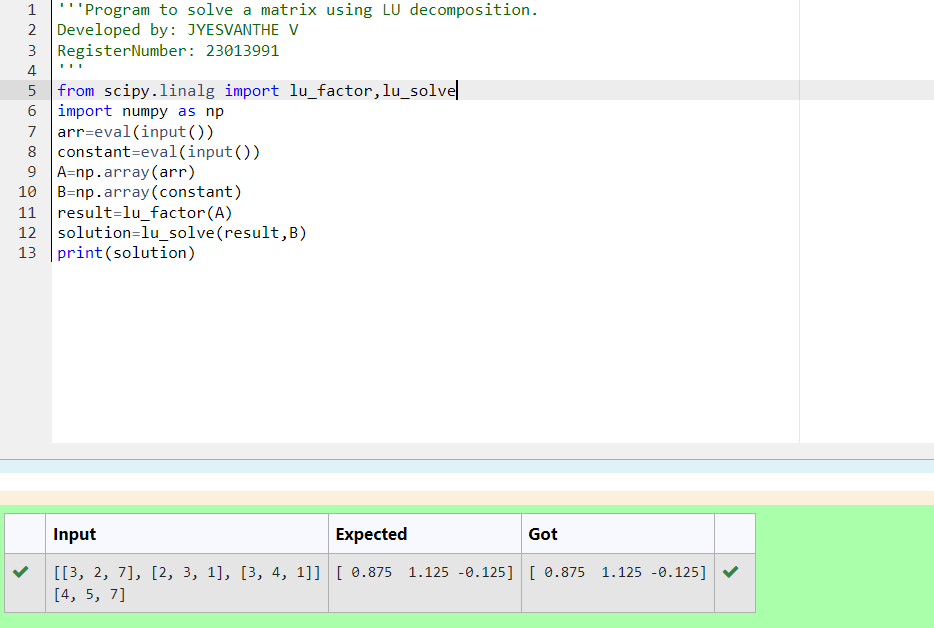 1 '''Program to solve a matrix using LU decomposition.
2 Developed by: JYESVANTHE V
3 RegisterNumber: 23013991
4 '''
5 from scipy.linalg import lu_factor,lu_solve
6 import numpy as np
7 arr=eval(input())
8 constant=eval(input())
9 A=np.array(arr)
10 B=np.array(constant)
11 result=lu_factor(A)
12 solution=lu_solve(result,B)
13 print(solution)
Input Expected Got
[[3, 2, 7], [2, 3, 1], [3, 4, 1]] [ 0.875  1.125 -0.125] [ 0.875  1.125 -0.125]
[4, 5, 7]